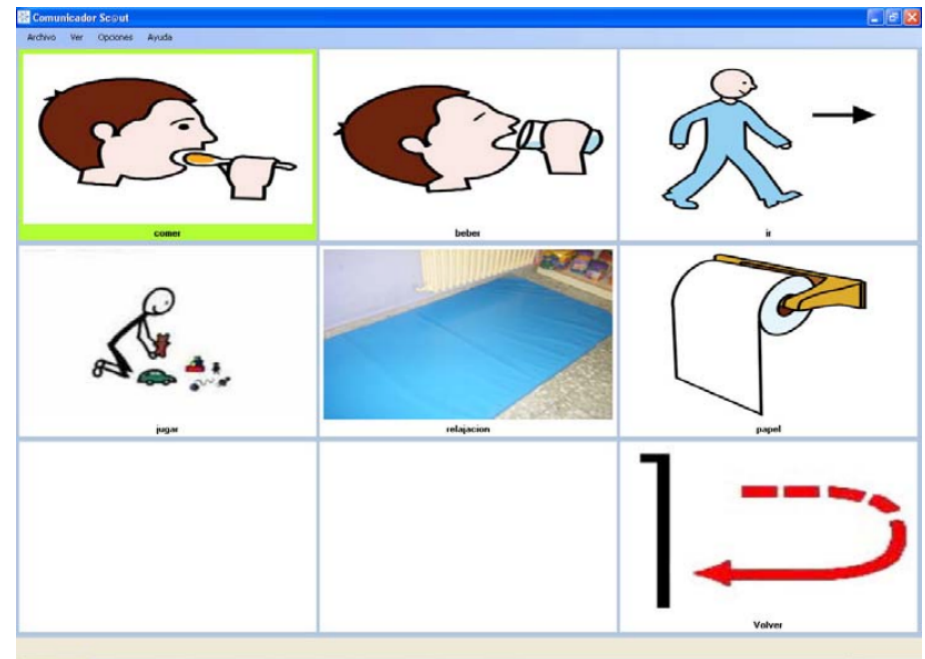 Comunicador Sc☺ut
Archivo Ver Opciones Ayuda
comer
beber
ir
jugar
relajacion
papel
Volver